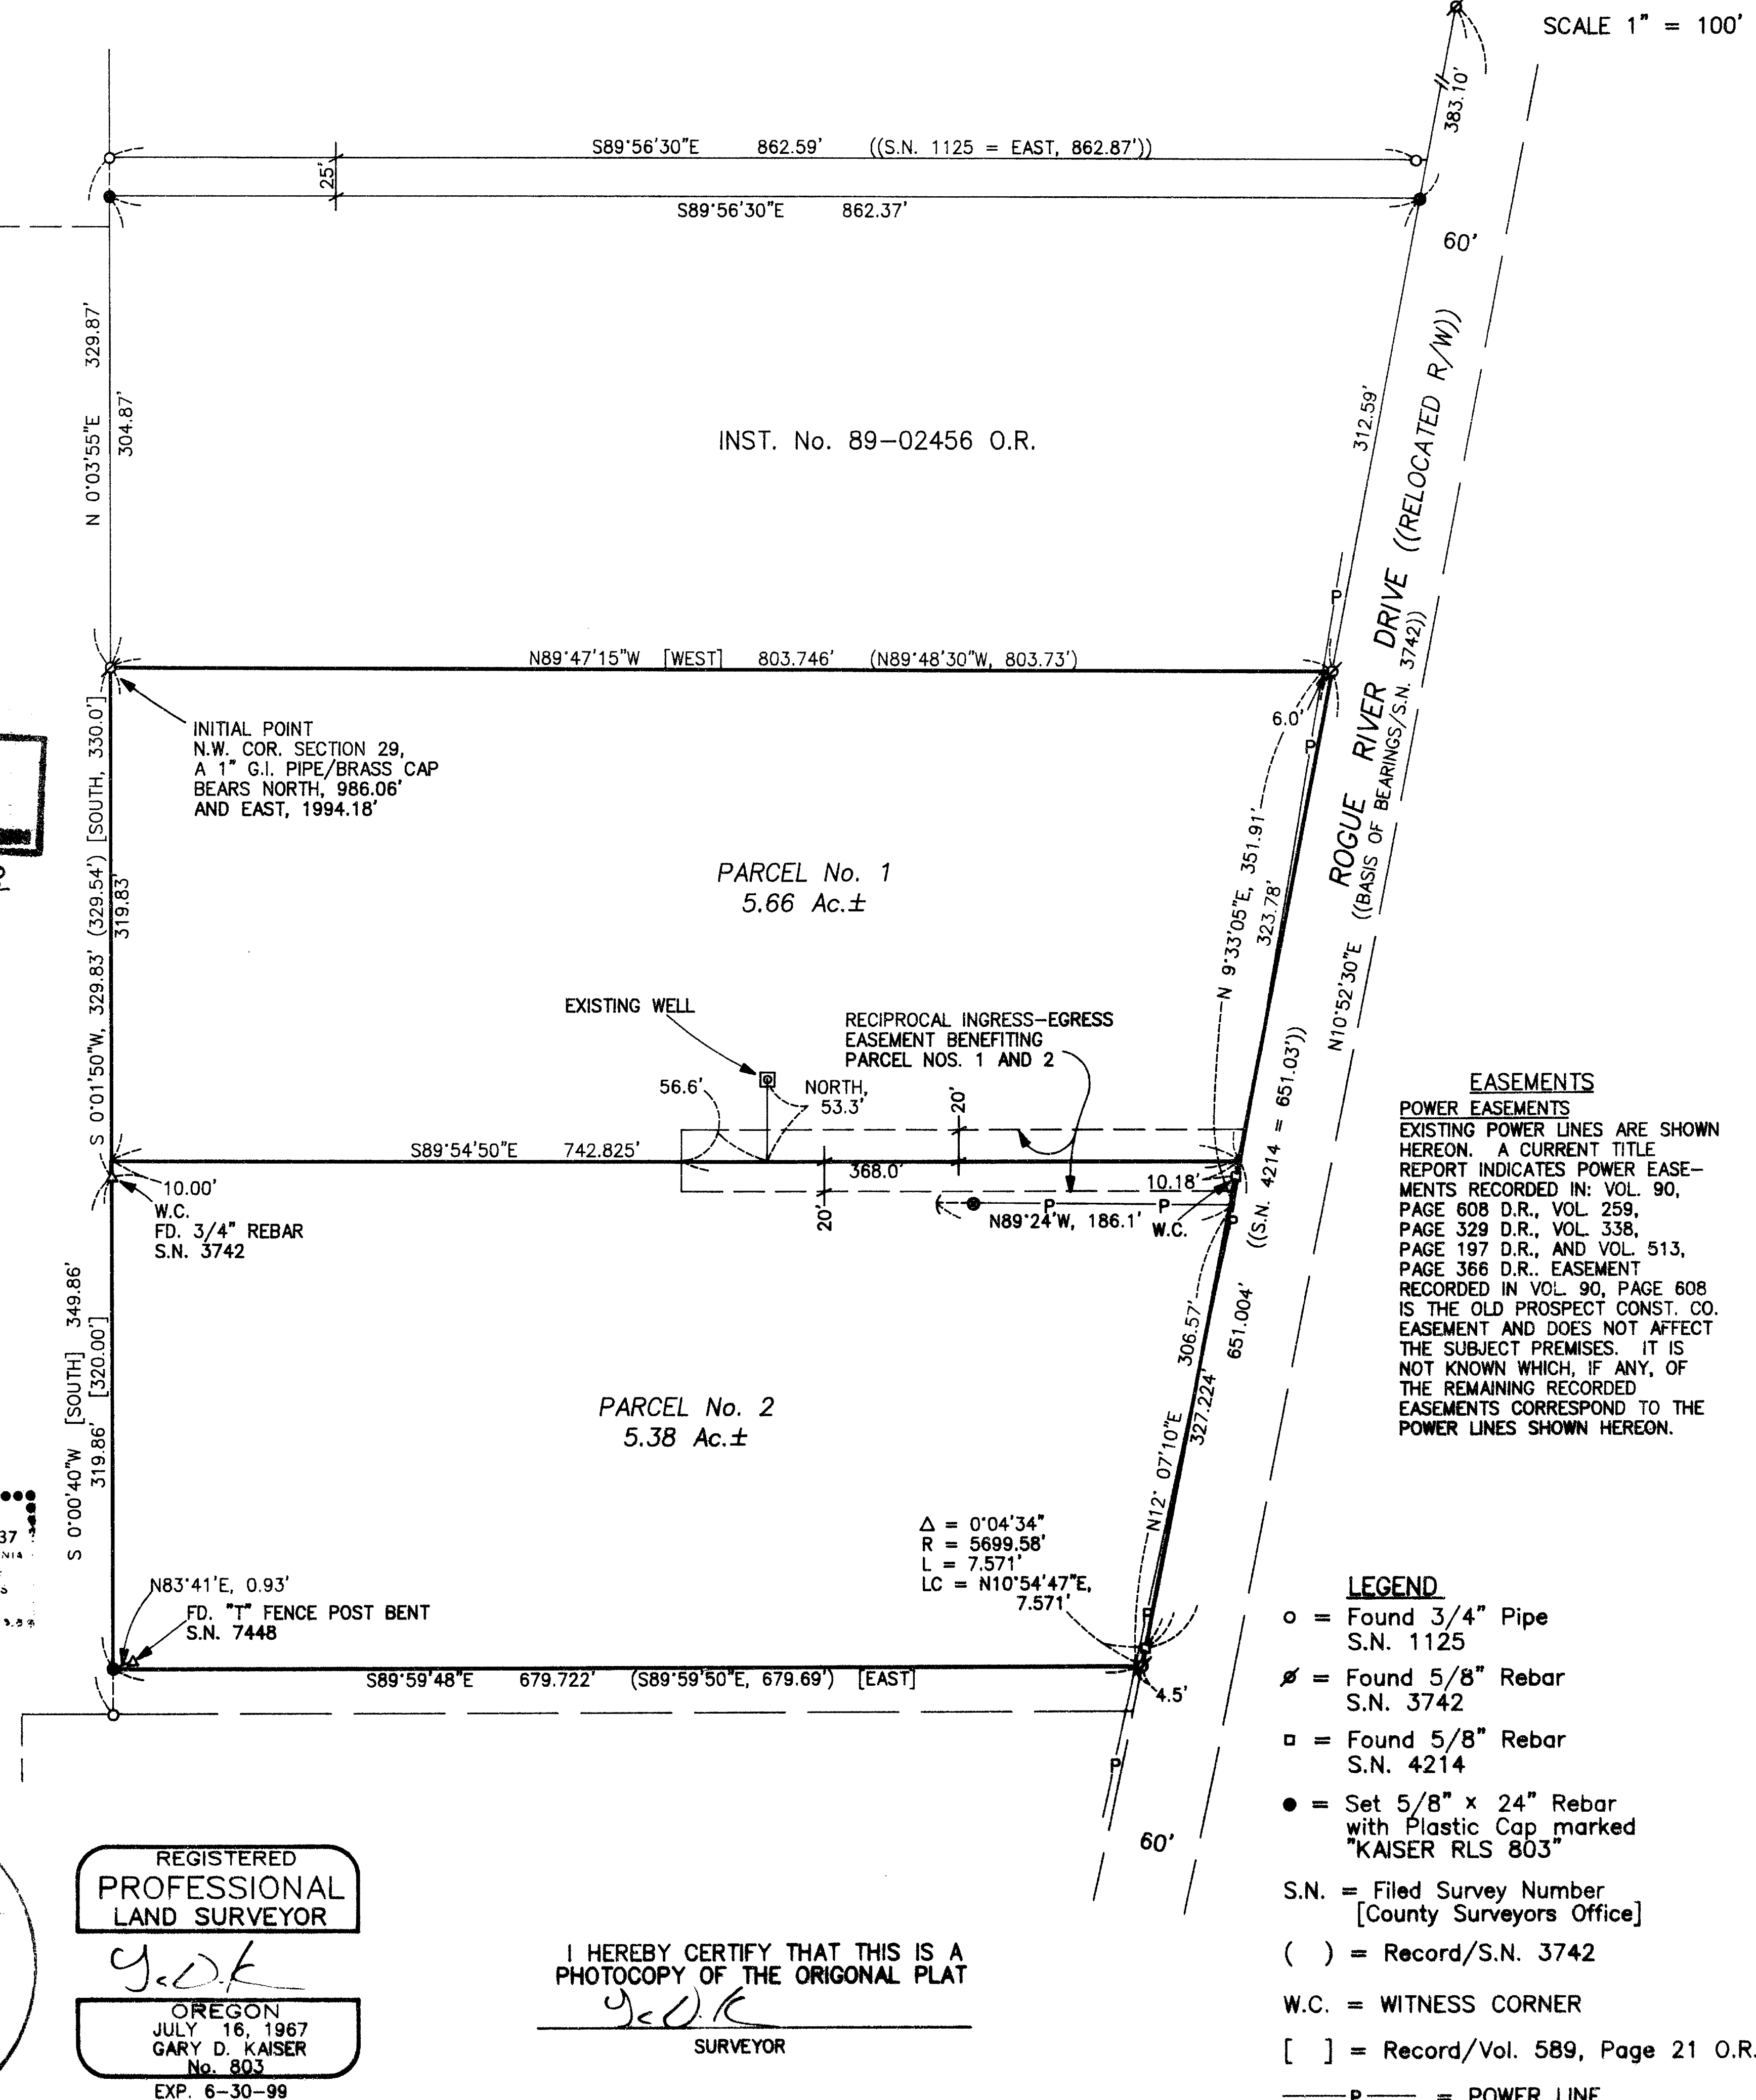 SCALE 1" = 100'
383.10'
S89°56'30"E 862.59' ((S.N. 1125 = EAST, 862.87'))
25'
S89°56'30"E 862.37'
60'
N 0°03'55"E 329.87'
304.87'
312.59'
INST. No. 89-02456 O.R.
ROGUE RIVER DRIVE ((RELOCATED R/W))
N10°52'30"E ((BASIS OF BEARINGS/S.N. 3742))
P
N89°47'15"W [WEST] 803.746' (N89°48'30"W, 803.73')
6.0'
P
INITIAL POINT
N.W. COR. SECTION 29,
A 1" G.I. PIPE/BRASS CAP
BEARS NORTH, 986.06'
AND EAST, 1994.18'
S 0°01'50"W, 329.83' (329.54') [SOUTH, 330.0']
319.83'
PARCEL No. 1
5.66 Ac.±
N 9°33'05"E, 351.91'
323.78'
EXISTING WELL
RECIPROCAL INGRESS-EGRESS
EASEMENT BENEFITING
PARCEL NOS. 1 AND 2
56.6'
NORTH,
53.3'
20'
((S.N. 4214 = 651.03'))
S89°54'50"E 742.825'
368.0'
10.18'
10.00'
W.C.
FD. 3/4" REBAR
S.N. 3742
20'
P
P
N89°24'W, 186.1'
W.C.
P
EASEMENTS
POWER EASEMENTS
EXISTING POWER LINES ARE SHOWN
HEREON. A CURRENT TITLE
REPORT INDICATES POWER EASE-
MENTS RECORDED IN: VOL. 90,
PAGE 608 D.R., VOL 259,
PAGE 329 D.R., VOL. 338,
PAGE 197 D.R., AND VOL. 513,
PAGE 366 D.R.. EASEMENT
RECORDED IN VOL. 90, PAGE 608
IS THE OLD PROSPECT CONST. CO.
EASEMENT AND DOES NOT AFFECT
THE SUBJECT PREMISES. IT IS
NOT KNOWN WHICH, IF ANY, OF
THE REMAINING RECORDED
EASEMENTS CORRESPOND TO THE
POWER LINES SHOWN HEREON.
S 0°00'40"W [SOUTH] 349.86'
319.86' [320.00']
PARCEL No. 2
5.38 Ac.±
306.57'
651.004'
327.224'
N12° 07'10"E
Δ = 0°04'34"
R = 5699.58'
L = 7.571'
LC = N10°54'47"E,
7.571'
P
37
N83°41'E, 0.93'
FD. "T" FENCE POST BENT
S.N. 7448
S89°59'48"E 679.722' (S89°59'50"E, 679.69') [EAST]
4.5'
P
60'
LEGEND
○ = Found 3/4" Pipe
S.N. 1125
ø = Found 5/8" Rebar
S.N. 3742
□ = Found 5/8" Rebar
S.N. 4214
● = Set 5/8" x 24" Rebar
with Plastic Cap marked
"KAISER RLS 803"
S.N. = Filed Survey Number
[County Surveyors Office]
( ) = Record/S.N. 3742
W.C. = WITNESS CORNER
[ ] = Record/Vol. 589, Page 21 O.R.
P = POWER LINE
REGISTERED
PROFESSIONAL
LAND SURVEYOR
OREGON
JULY 16, 1967
GARY D. KAISER
No. 803
EXP. 6-30-99
I HEREBY CERTIFY THAT THIS IS A
PHOTOCOPY OF THE ORIGONAL PLAT
SURVEYOR